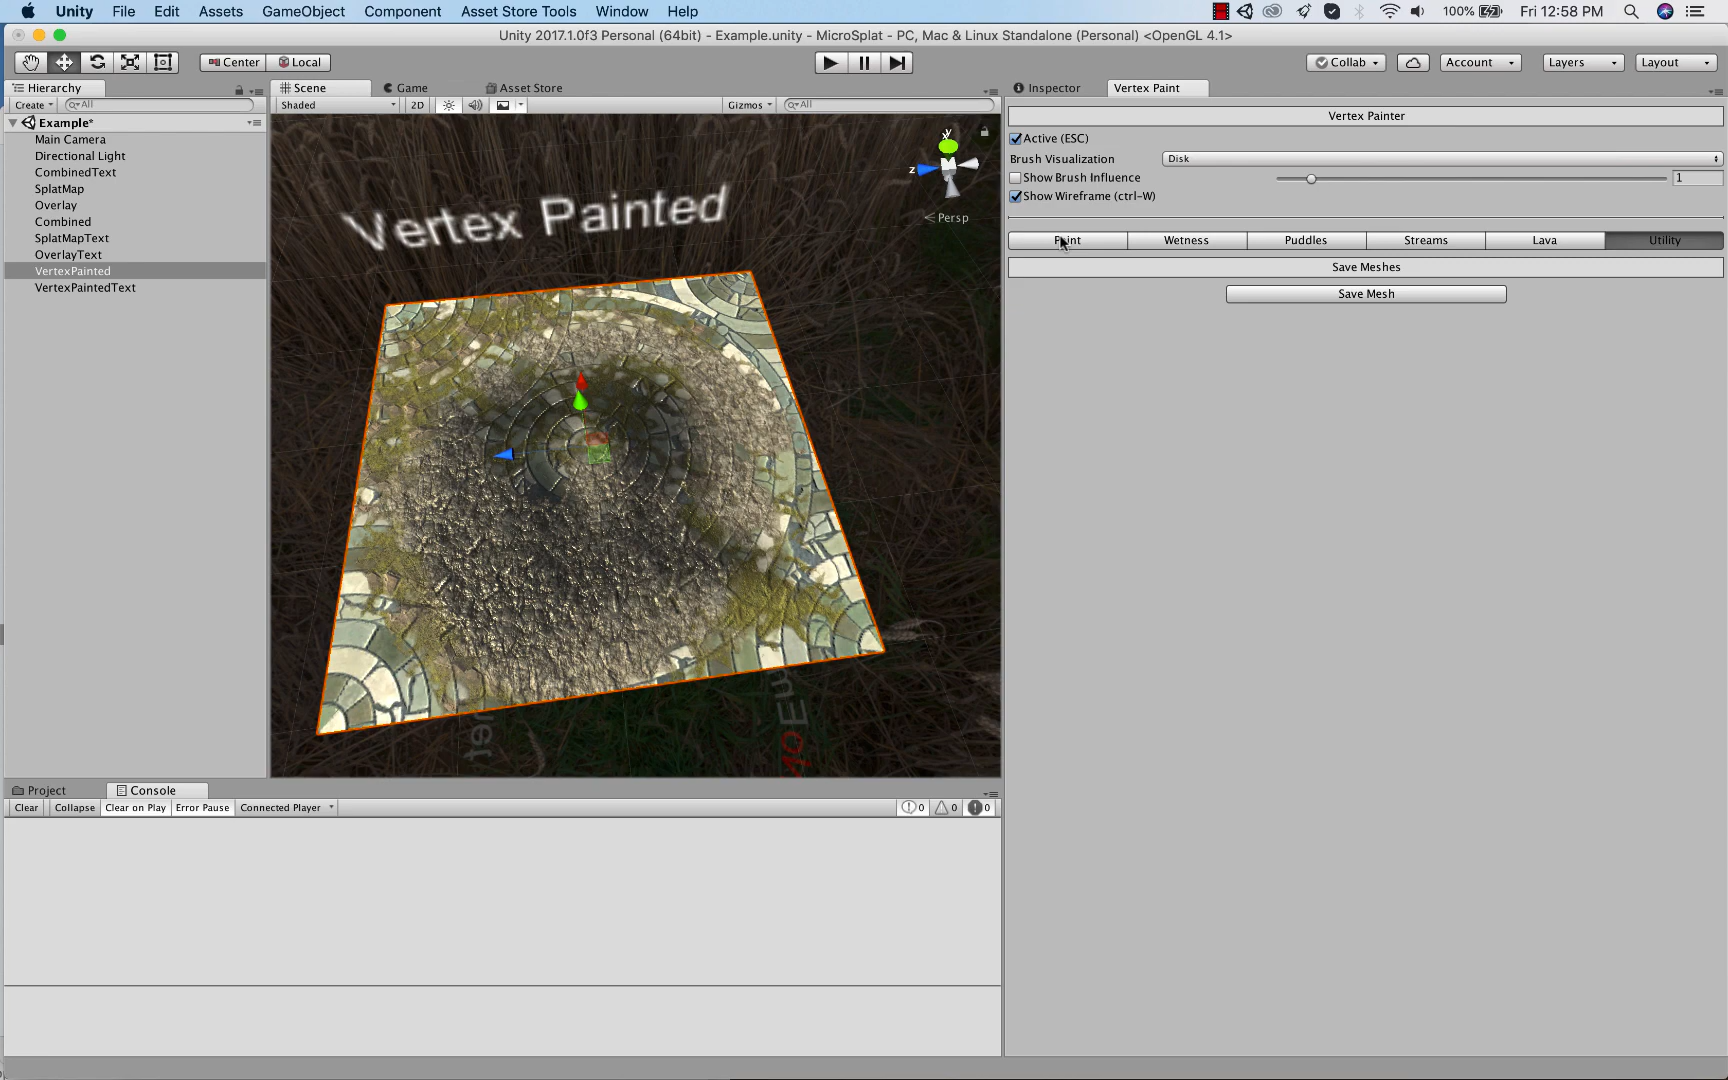 Unity File Edit Assets GameObject Component Asset Store Tools Window Help 100% Fri 12:58 PM
Unity 2017.1.0f3 Personal (64bit) - Example.unity - MicroSplat - PC, Mac & Linux Standalone (Personal) <OpenGL 4.1>
Center Local Collab Account Layers Layout
Hierarchy Scene Game Asset Store Inspector Vertex Paint
Create All Shaded 2D Gizmos All
Example*
Main Camera
Directional Light
CombinedText
SplatMap
Overlay
Combined
SplatMapText
OverlayText
VertexPainted
VertexPaintedText
Vertex Painted
y
z
Persp
Vertex Painter
Active (ESC)
Brush Visualization Disk
Show Brush Influence 1
Show Wireframe (ctrl-W)
Paint Wetness Puddles Streams Lava Utility
Save Meshes
Save Mesh
Project Console
Clear Collapse Clear on Play Error Pause Connected Player 0 0 0